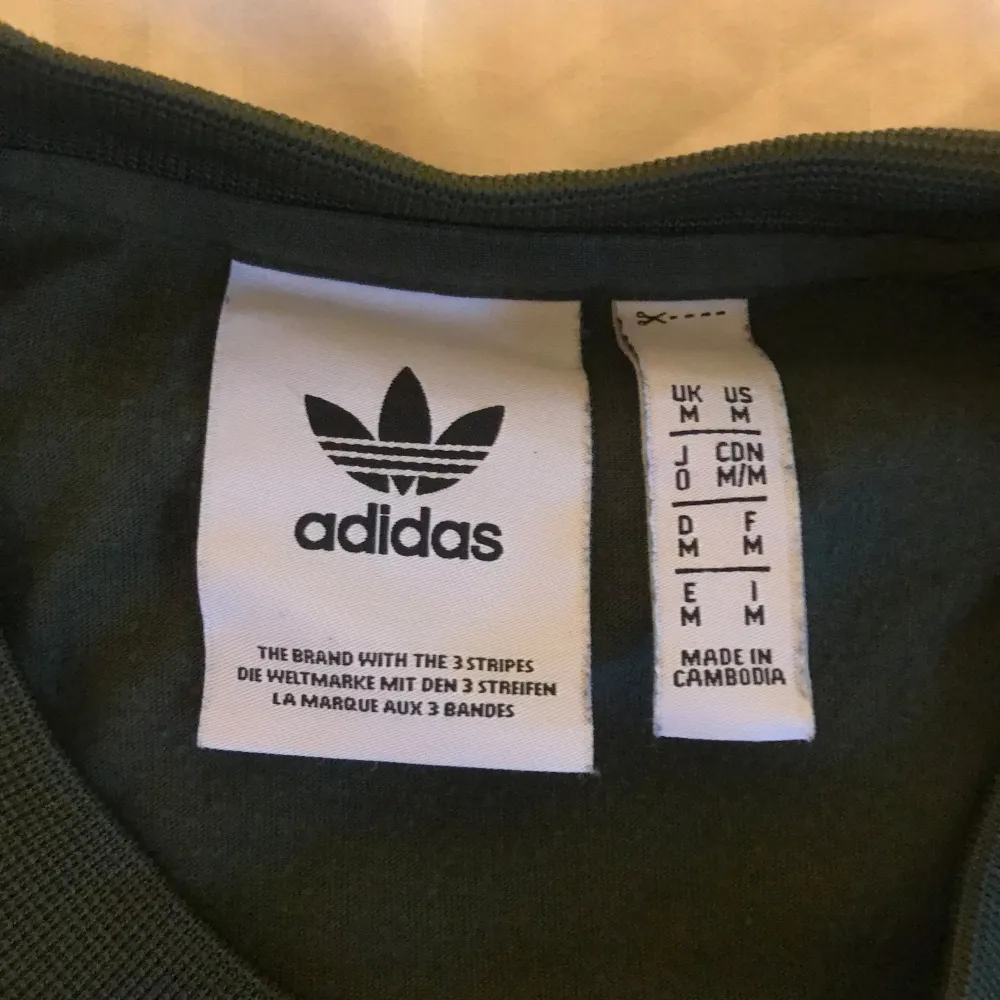 adidas
THE BRAND WITH THE 3 STRIPES
DIE WELTMARKE MIT DEN 3 STREIFEN
LA MARQUE AUX 3 BANDES
UK US
M M
J CDN
O M/M
D F
M M
E I
M M
MADE IN
CAMBODIA